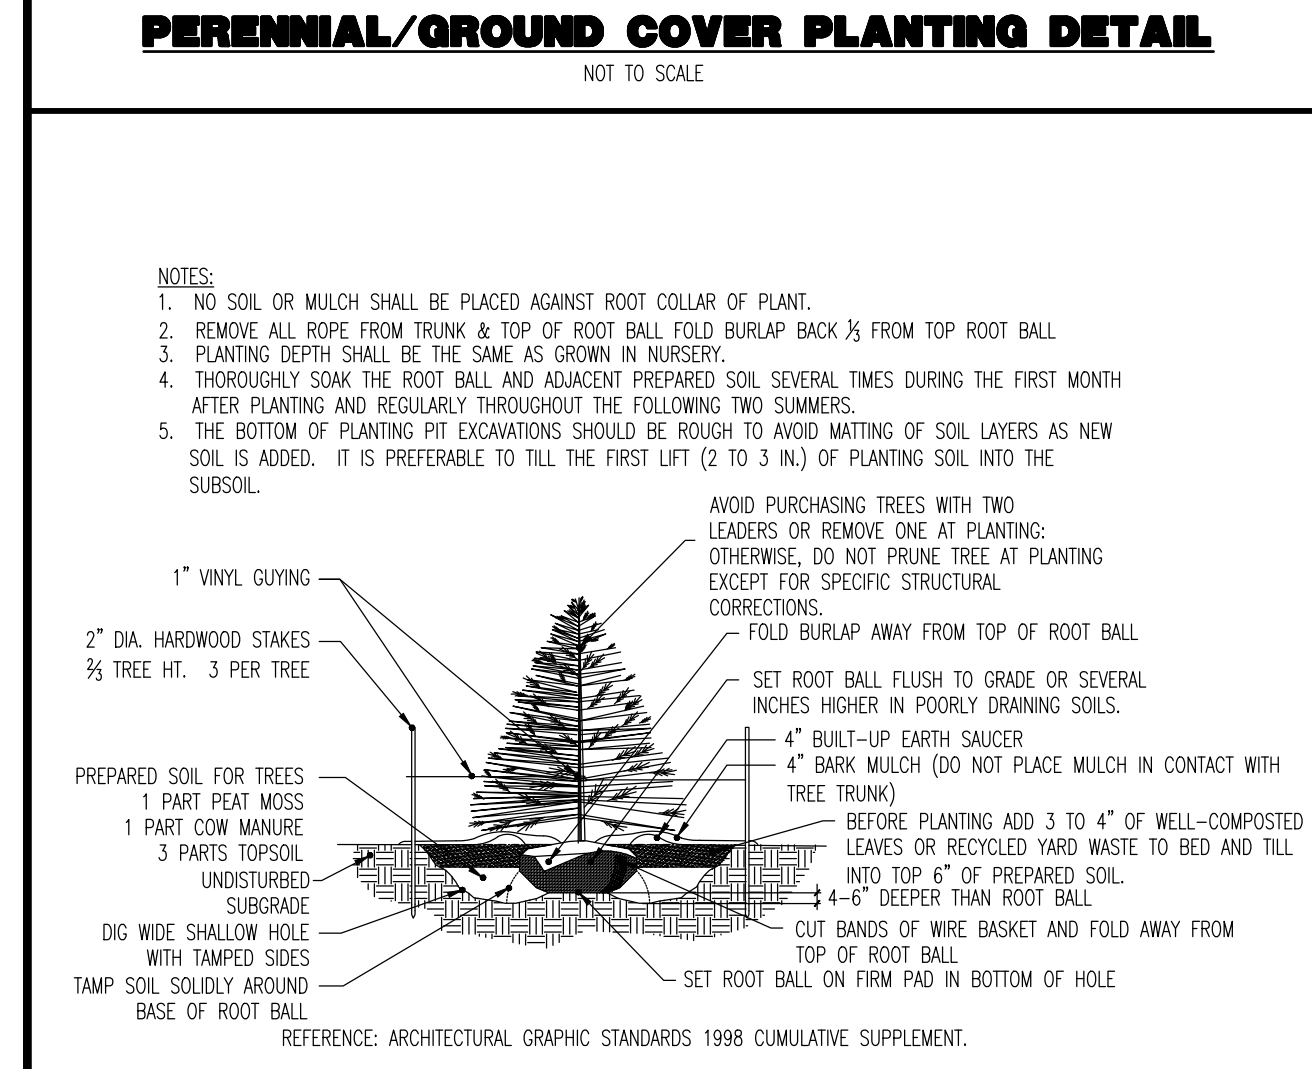 PERENNIAL/GROUND COVER PLANTING DETAIL
NOT TO SCALE
NOTES:
1. NO SOIL OR MULCH SHALL BE PLACED AGAINST ROOT COLLAR OF PLANT.
2. REMOVE ALL ROPE FROM TRUNK & TOP OF ROOT BALL FOLD BURLAP BACK ⅓ FROM TOP ROOT BALL
3. PLANTING DEPTH SHALL BE THE SAME AS GROWN IN NURSERY.
4. THOROUGHLY SOAK THE ROOT BALL AND ADJACENT PREPARED SOIL SEVERAL TIMES DURING THE FIRST MONTH
AFTER PLANTING AND REGULARLY THROUGHOUT THE FOLLOWING TWO SUMMERS.
5. THE BOTTOM OF PLANTING PIT EXCAVATIONS SHOULD BE ROUGH TO AVOID MATTING OF SOIL LAYERS AS NEW
SOIL IS ADDED. IT IS PREFERABLE TO TILL THE FIRST LIFT (2 TO 3 IN.) OF PLANTING SOIL INTO THE
SUBSOIL.
AVOID PURCHASING TREES WITH TWO
LEADERS OR REMOVE ONE AT PLANTING:
OTHERWISE, DO NOT PRUNE TREE AT PLANTING
EXCEPT FOR SPECIFIC STRUCTURAL
CORRECTIONS.
FOLD BURLAP AWAY FROM TOP OF ROOT BALL
SET ROOT BALL FLUSH TO GRADE OR SEVERAL
INCHES HIGHER IN POORLY DRAINING SOILS.
4" BUILT-UP EARTH SAUCER
4" BARK MULCH (DO NOT PLACE MULCH IN CONTACT WITH
TREE TRUNK)
BEFORE PLANTING ADD 3 TO 4" OF WELL-COMPOSTED
LEAVES OR RECYCLED YARD WASTE TO BED AND TILL
INTO TOP 6" OF PREPARED SOIL.
4-6" DEEPER THAN ROOT BALL
CUT BANDS OF WIRE BASKET AND FOLD AWAY FROM
TOP OF ROOT BALL
SET ROOT BALL ON FIRM PAD IN BOTTOM OF HOLE
1" VINYL GUYING
2" DIA. HARDWOOD STAKES
⅔ TREE HT. 3 PER TREE
PREPARED SOIL FOR TREES
1 PART PEAT MOSS
1 PART COW MANURE
3 PARTS TOPSOIL
UNDISTURBED
SUBGRADE
DIG WIDE SHALLOW HOLE
WITH TAMPED SIDES
TAMP SOIL SOLIDLY AROUND
BASE OF ROOT BALL
REFERENCE: ARCHITECTURAL GRAPHIC STANDARDS 1998 CUMULATIVE SUPPLEMENT.